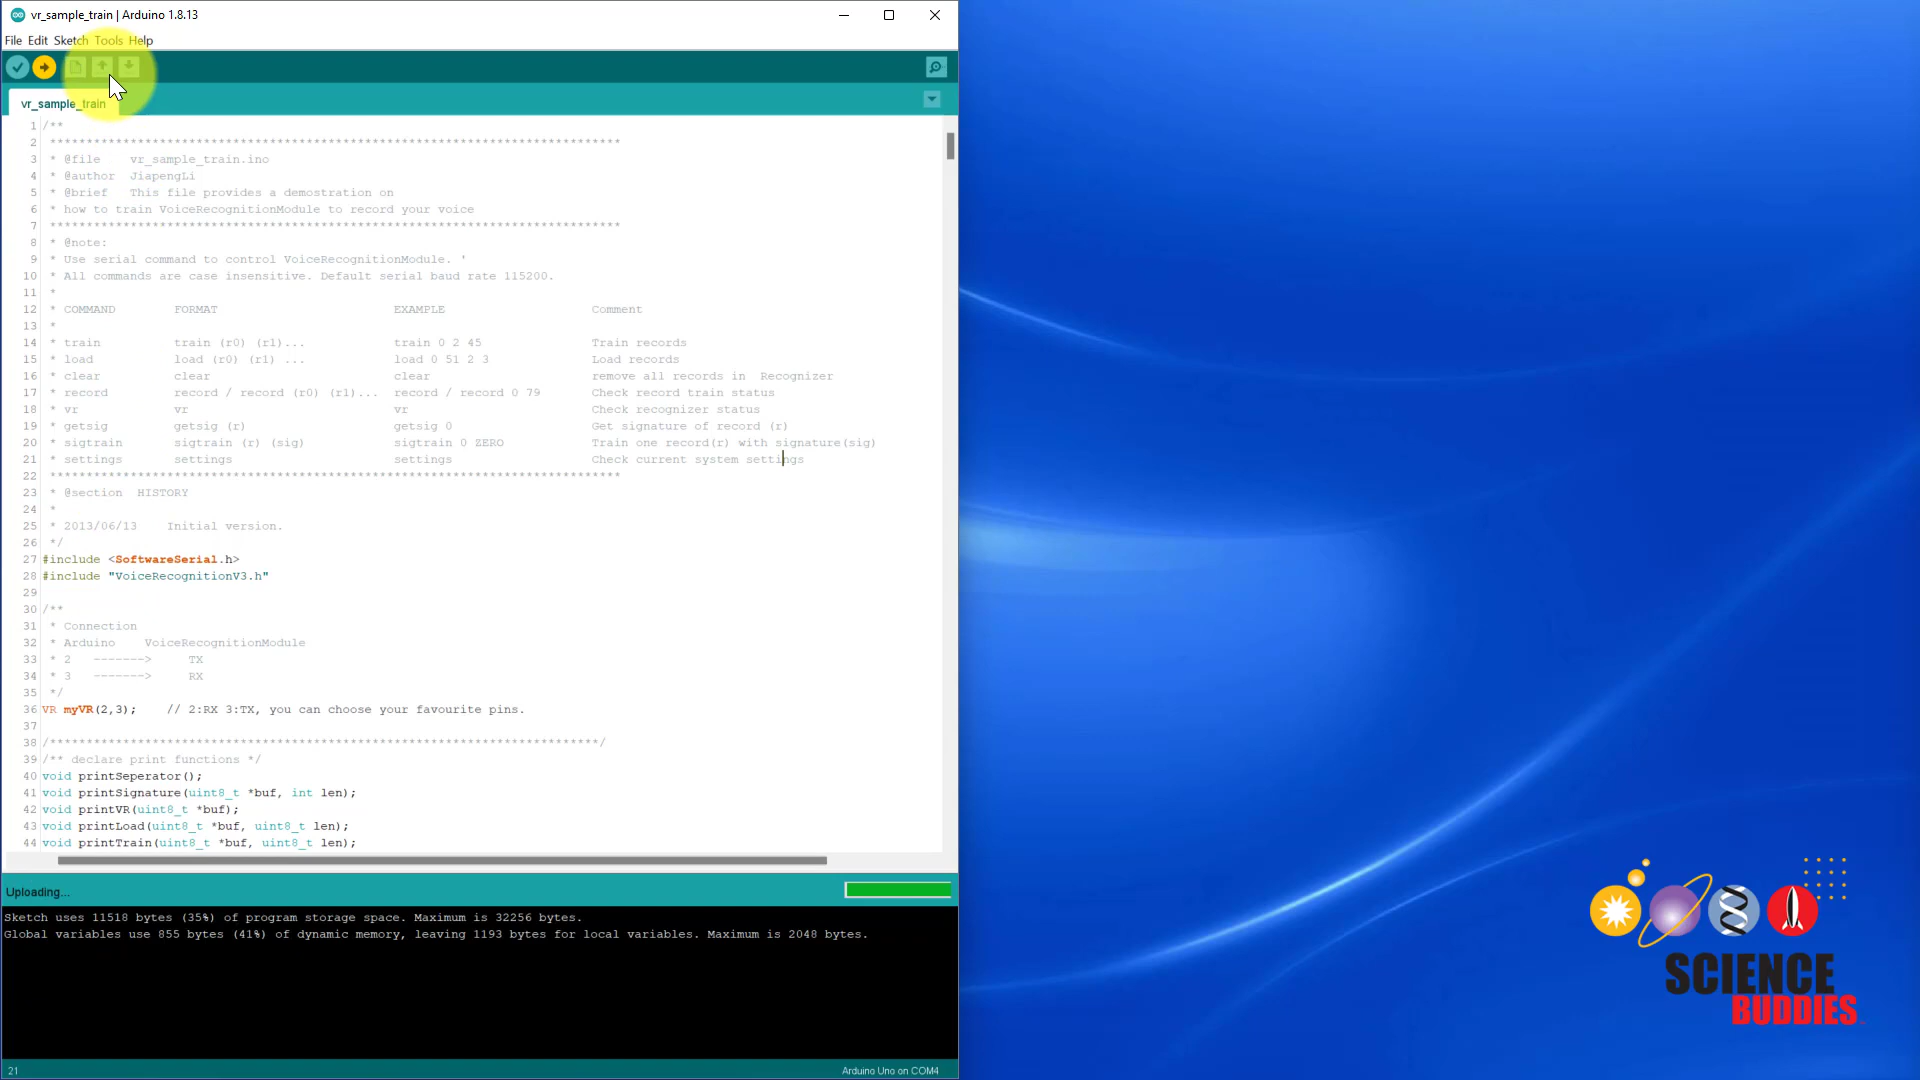 vr_sample_train | Arduino 1.8.13
File Edit Sketch Tools Help
vr_sample_train
1 /**
2 ******************************************************************************
3 * @file vr_sample_train.ino
4 * @author JiapengLi
5 * @brief This file provides a demostration on
6 * how to train VoiceRecognitionModule to record your voice
7 ******************************************************************************
8 * @note:
9 * Use serial command to control VoiceRecognitionModule. '
10 * All commands are case insensitive. Default serial baud rate 115200.
11 *
12 * COMMAND FORMAT EXAMPLE Comment
13 *
14 * train train (r0) (r1)... train 0 2 45 Train records
15 * load load (r0) (r1) ... load 0 51 2 3 Load records
16 * clear clear clear remove all records in Recognizer
17 * record record / record (r0) (r1)... record / record 0 79 Check record train status
18 * vr vr vr Check recognizer status
19 * getsig getsig (r) getsig 0 Get signature of record (r)
20 * sigtrain sigtrain (r) (sig) sigtrain 0 ZERO Train one record(r) with signature(sig)
21 * settings settings settings Check current system settings
22 ******************************************************************************
23 * @section HISTORY
24 *
25 * 2013/06/13 Initial version.
26 */
27 #include <SoftwareSerial.h>
28 #include "VoiceRecognitionV3.h"
29
30 /**
31 * Connection
32 * Arduino VoiceRecognitionModule
33 * 2 -------> TX
34 * 3 -------> RX
35 */
36 VR myVR(2,3); // 2:RX 3:TX, you can choose your favourite pins.
37
38 /***************************************************************************/
39 /** declare print functions */
40 void printSeperator();
41 void printSignature(uint8_t *buf, int len);
42 void printVR(uint8_t *buf);
43 void printLoad(uint8_t *buf, uint8_t len);
44 void printTrain(uint8_t *buf, uint8_t len);
Uploading...
Sketch uses 11518 bytes (35%) of program storage space. Maximum is 32256 bytes.
Global variables use 855 bytes (41%) of dynamic memory, leaving 1193 bytes for local variables. Maximum is 2048 bytes.
21
Arduino Uno on COM4
SCIENCE
BUDDIES